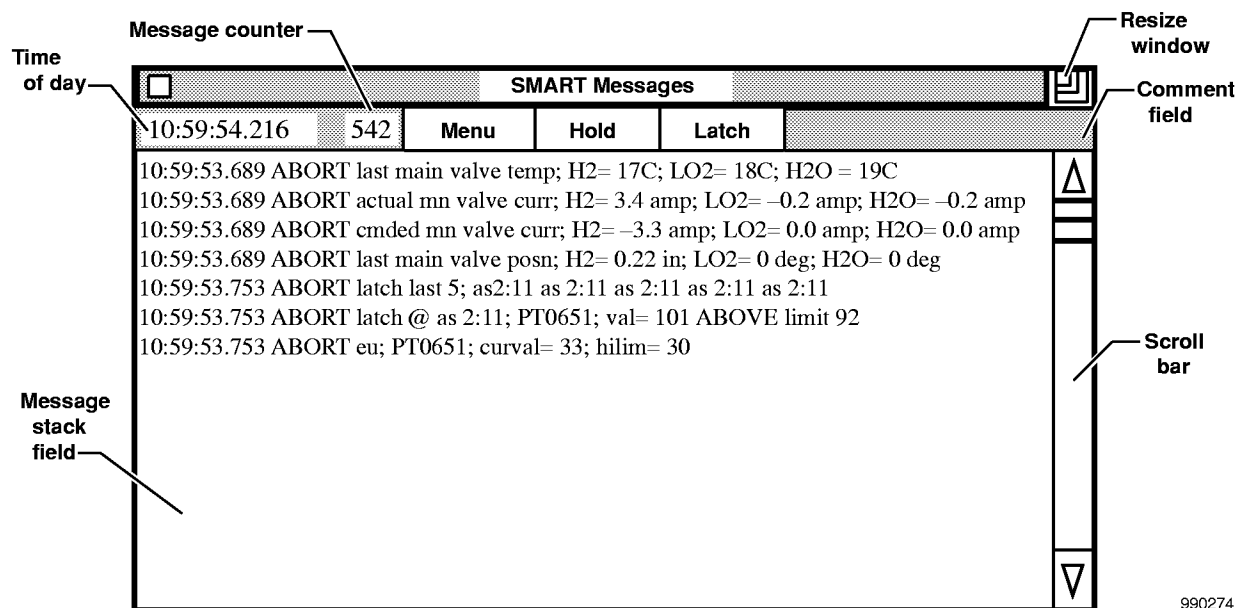 Message counter
Resize
window
Time
of day
SMART Messages
Comment
field
10:59:54.216 542 Menu Hold Latch
10:59:53.689 ABORT last main valve temp; H2= 17C; LO2= 18C; H2O = 19C
10:59:53.689 ABORT actual mn valve curr; H2= 3.4 amp; LO2= –0.2 amp; H2O= –0.2 amp
10:59:53.689 ABORT cmded mn valve curr; H2= –3.3 amp; LO2= 0.0 amp; H2O= 0.0 amp
10:59:53.689 ABORT last main valve posn; H2= 0.22 in; LO2= 0 deg; H2O= 0 deg
10:59:53.753 ABORT latch last 5; as2:11 as 2:11 as 2:11 as 2:11 as 2:11
10:59:53.753 ABORT latch @ as 2:11; PT0651; val= 101 ABOVE limit 92
10:59:53.753 ABORT eu; PT0651; curval= 33; hilim= 30
Scroll
bar
Message
stack
field
990274